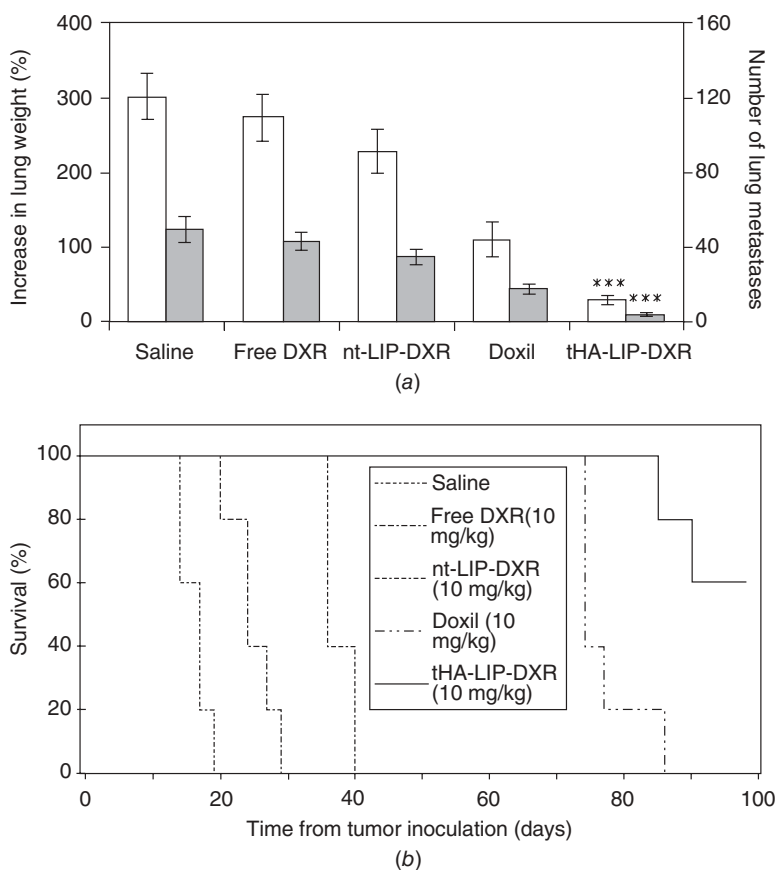 400
300
200
100
0
Increase in lung weight (%)
160
120
80
40
0
Number of lung metastases
*** ***
Saline Free DXR nt-LIP-DXR Doxil tHA-LIP-DXR
(a)
100
80
60
40
20
0
Survival (%)
Saline
Free DXR(10
mg/kg)
nt-LIP-DXR
(10 mg/kg)
Doxil (10
mg/kg)
tHA-LIP-DXR
(10 mg/kg)
0 20 40 60 80 100
Time from tumor inoculation (days)
(b)